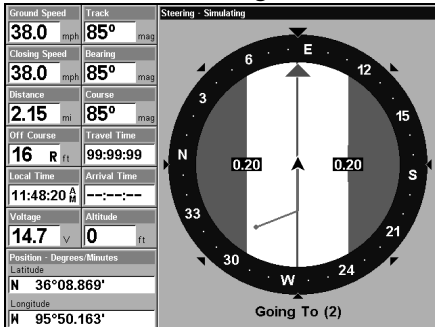 Ground Speed Track
38.0 mph 85° mag
Closing Speed Bearing
38.0 mph 85° mag
Distance Course
2.15 mi 85° mag
Off Course Travel Time
16 R ft 99:99:99
Local Time Arrival Time
11:48:20 AM --:--:--
Voltage Altitude
14.7 V 0 ft
Position - Degrees/Minutes
Latitude
N 36°08.869'
Longitude
W 95°50.163'
Steering - Simulating
E
6 12
3 15
N 0.20 0.20 S
33 21
30 24
W
Going To (2)